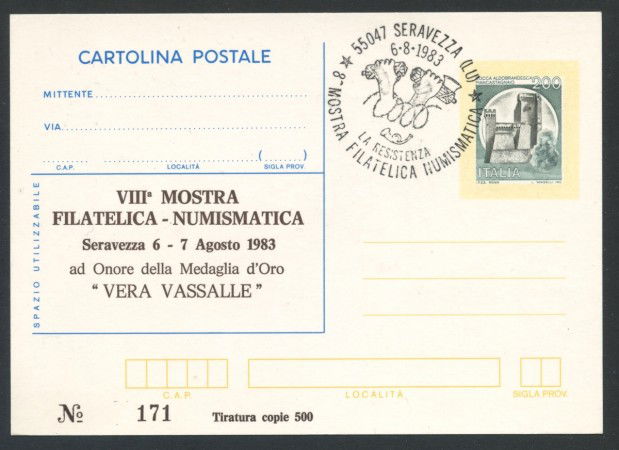 CARTOLINA POSTALE
MITTENTE
VIA
( )
C.A.P. LOCALITÀ SIGLA PROV.
SPAZIO UTILIZZABILE
VIIIª MOSTRA
FILATELICA - NUMISMATICA
Seravezza 6 - 7 Agosto 1983
ad Onore della Medaglia d'Oro
“ VERA VASSALLE ”
55047 SERAVEZZA (LU)
6-8-1983
8ª MOSTRA FILATELICA NUMISMATICA
LA RESISTENZA
ROCCA ALDOBRANDESCA
200
ITALIA
C.A.P. LOCALITÀ SIGLA PROV.
№ 171 Tiratura copie 500